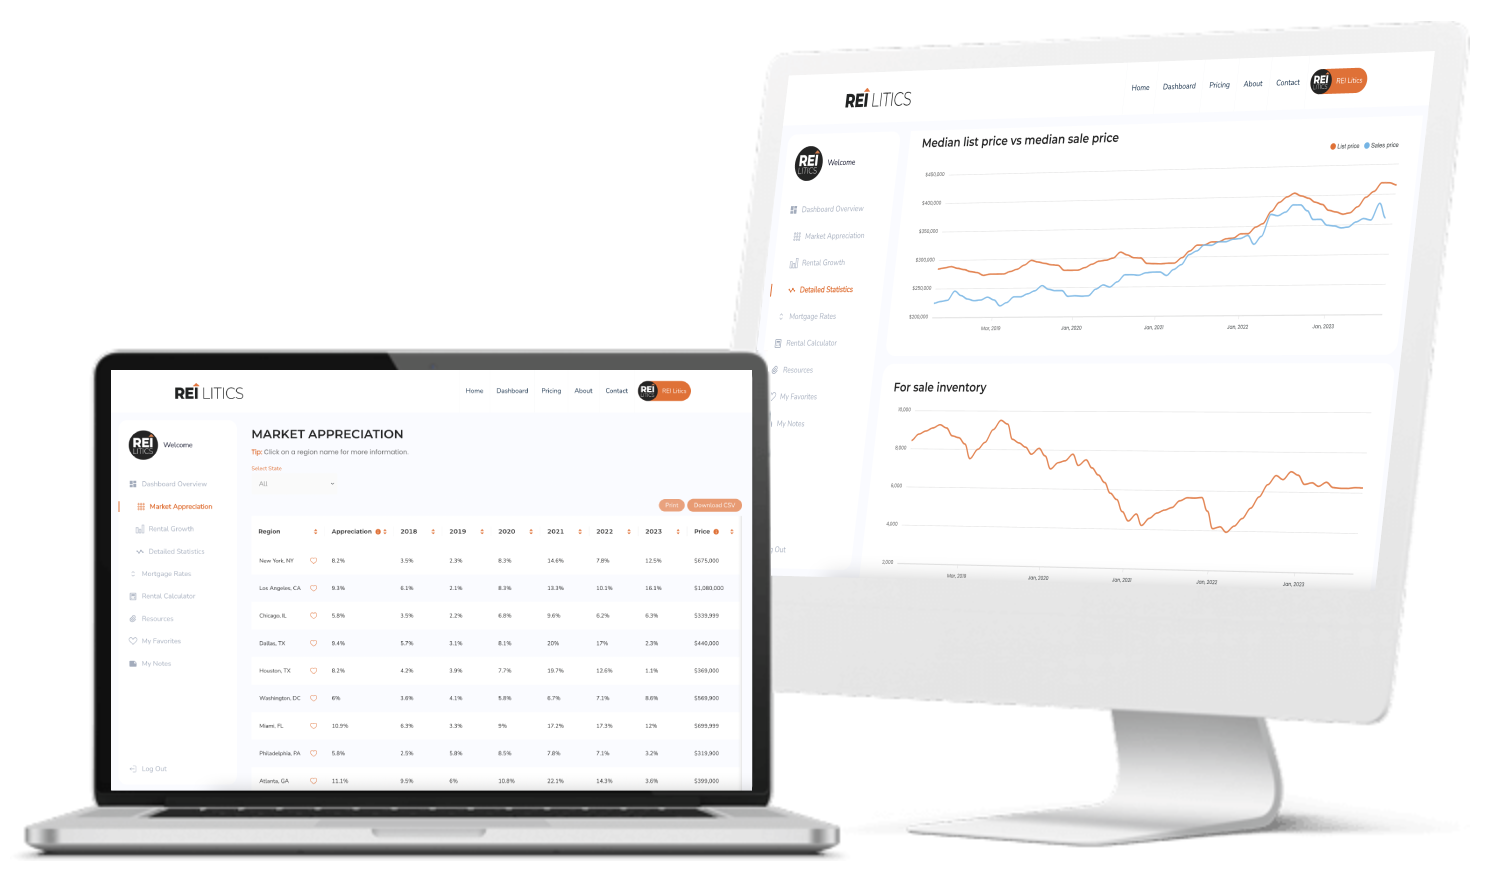 REI LITICS
Home Dashboard Pricing About Contact REI LITICS REI Litics
REI LITICS Welcome
Dashboard Overview
Market Appreciation
Rental Growth
Detailed Statistics
Mortgage Rates
Rental Calculator
Resources
My Favorites
My Notes
Log Out
MARKET APPRECIATION
Tip: Click on a region name for more information.
Select State
All
Print Download CSV
Region Appreciation 2018 2019 2020 2021 2022 2023 Price
New York, NY 8.2% 3.5% 2.3% 8.3% 14.6% 7.8% 12.5% $675,000
Los Angeles, CA 9.3% 6.1% 2.1% 8.3% 13.3% 10.1% 16.1% $1,080,000
Chicago, IL 5.8% 3.5% 2.2% 6.8% 9.6% 6.2% 6.3% $339,999
Dallas, TX 9.4% 5.7% 3.1% 8.1% 20% 17% 2.3% $440,000
Houston, TX 8.2% 4.2% 3.9% 7.7% 19.7% 12.6% 1.1% $369,000
Washington, DC 6% 3.6% 4.1% 5.8% 6.7% 7.1% 8.6% $569,900
Miami, FL 10.9% 6.3% 3.3% 9% 17.2% 17.3% 12% $699,999
Philadelphia, PA 5.8% 2.5% 5.8% 8.5% 7.8% 7.1% 3.2% $319,900
Atlanta, GA 11.1% 9.5% 6% 10.8% 22.1% 14.3% 3.6% $399,000
REI LITICS
Home Dashboard Pricing About Contact REI LITICS REI Litics
REI LITICS Welcome
Dashboard Overview
Market Appreciation
Rental Growth
Detailed Statistics
Mortgage Rates
Rental Calculator
Resources
My Favorites
My Notes
g Out
Median list price vs median sale price
List price Sales price
$450,000
$400,000
$350,000
$300,000
$250,000
$200,000
Mar, 2019 Jan, 2020 Jan, 2021 Jan, 2022 Jan, 2023
For sale inventory
10,000
8,000
6,000
4,000
2,000
Mar, 2019 Jan, 2020 Jan, 2021 Jan, 2022 Jan, 2023